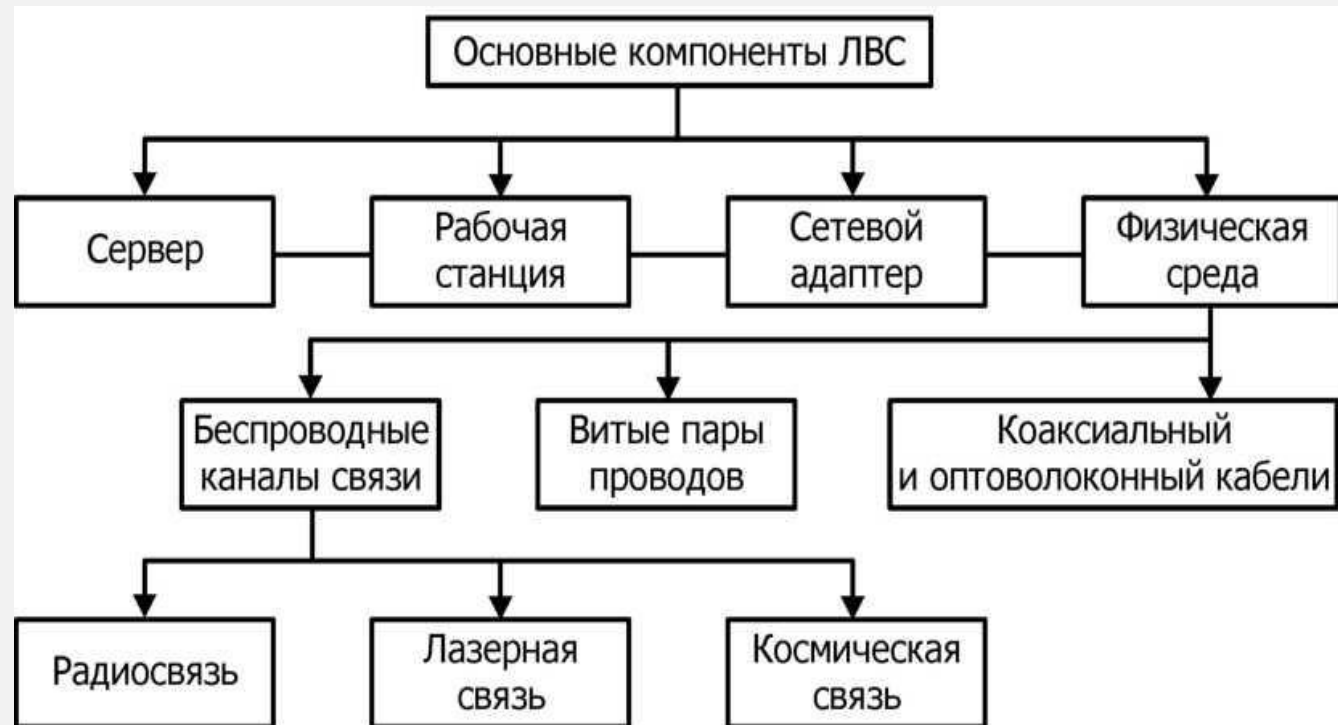 Основные компоненты ЛВС
Сервер
Рабочая
станция
Сетевой
адаптер
Физическая
среда
Беспроводные
каналы связи
Витые пары
проводов
Коаксиальный
и оптоволоконный кабели
Радиосвязь
Лазерная
связь
Космическая
связь